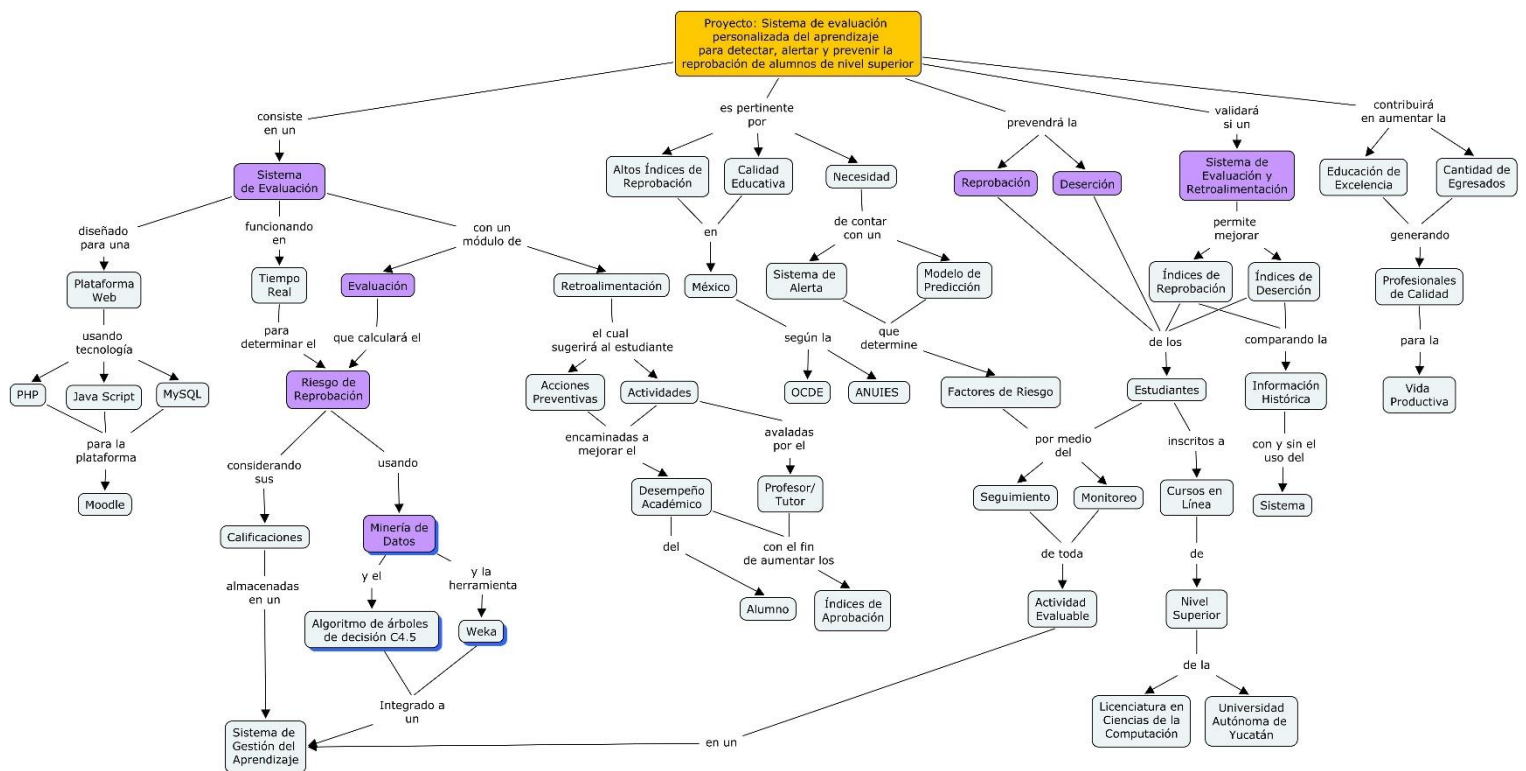 Proyecto: Sistema de evaluación
personalizada del aprendizaje
para detectar, alertar y prevenir la
reprobación de alumnos de nivel superior
consiste
en un
Sistema
de Evaluación
diseñado
para una
Plataforma
Web
usando
tecnología
PHP
Java Script
MySQL
para la
plataforma
Moodle
funcionando
en
Tiempo
Real
para
determinar el
con un
módulo de
Evaluación
que calculará el
Riesgo de
Reprobación
considerando
sus
Calificaciones
almacenadas
en un
usando
Minería de
Datos
y el
Algoritmo de árboles
de decisión C4.5
y la
herramienta
Weka
Integrado a
un
Sistema de
Gestión del
Aprendizaje
Retroalimentación
el cual
sugerirá al estudiante
Acciones
Preventivas
Actividades
encaminadas a
mejorar el
Desempeño
Académico
del
Alumno
avaladas
por el
Profesor/
Tutor
con el fin
de aumentar los
Índices de
Aprobación
es pertinente
por
Altos Índices de
Reprobación
Calidad
Educativa
en
México
según la
OCDE
ANUIES
Necesidad
de contar
con un
Sistema de
Alerta
Modelo de
Predicción
que
determine
Factores de Riesgo
por medio
del
Seguimiento
Monitoreo
de toda
Actividad
Evaluable
en un
prevendrá la
Reprobación
Deserción
de los
Estudiantes
inscritos a
Cursos en
Línea
de
Nivel
Superior
de la
Licenciatura en
Ciencias de la
Computación
Universidad
Autónoma de
Yucatán
validará
si un
Sistema de
Evaluación y
Retroalimentación
permite
mejorar
Índices de
Reprobación
Índices de
Deserción
comparando la
Información
Histórica
con y sin el
uso del
Sistema
contribuirá
en aumentar la
Educación de
Excelencia
Cantidad de
Egresados
generando
Profesionales
de Calidad
para la
Vida
Productiva